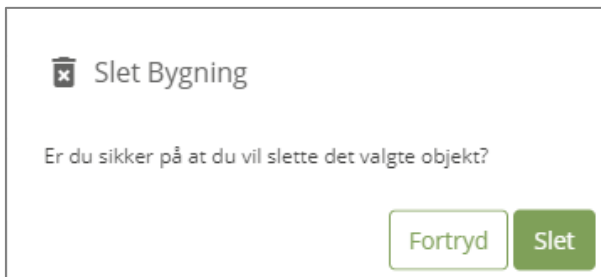 Slet Bygning
Er du sikker på at du vil slette det valgte objekt?
Fortryd Slet